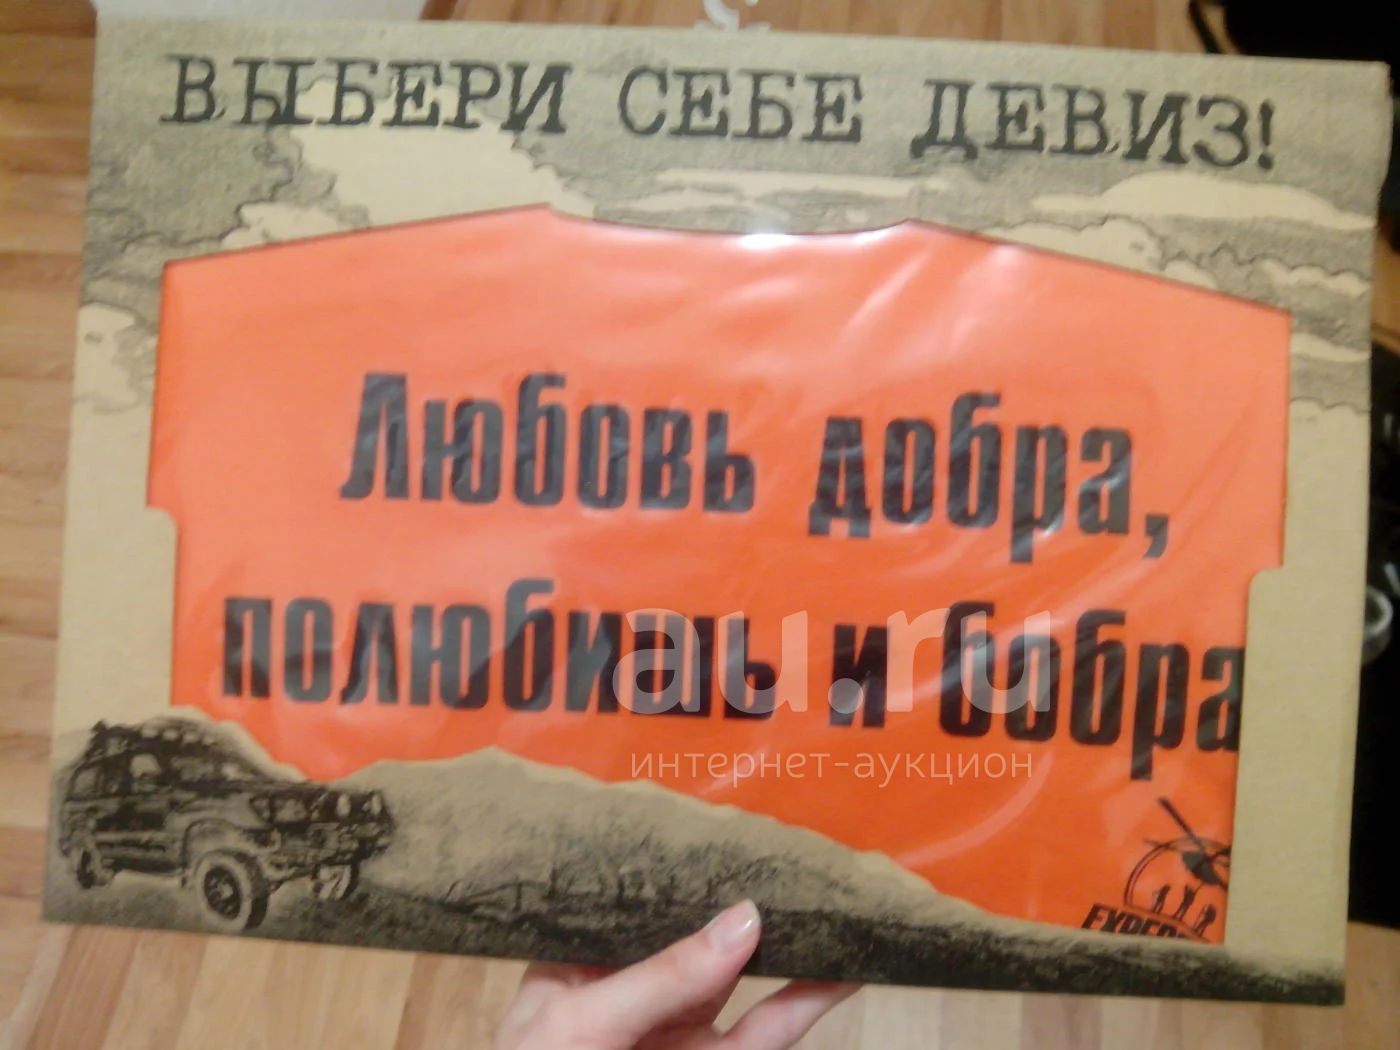 ВЫБЕРИ СЕБЕ ДЕВИЗ!
Любовь добра,
полюбишь и бобра
au.ru
интернет-аукцион